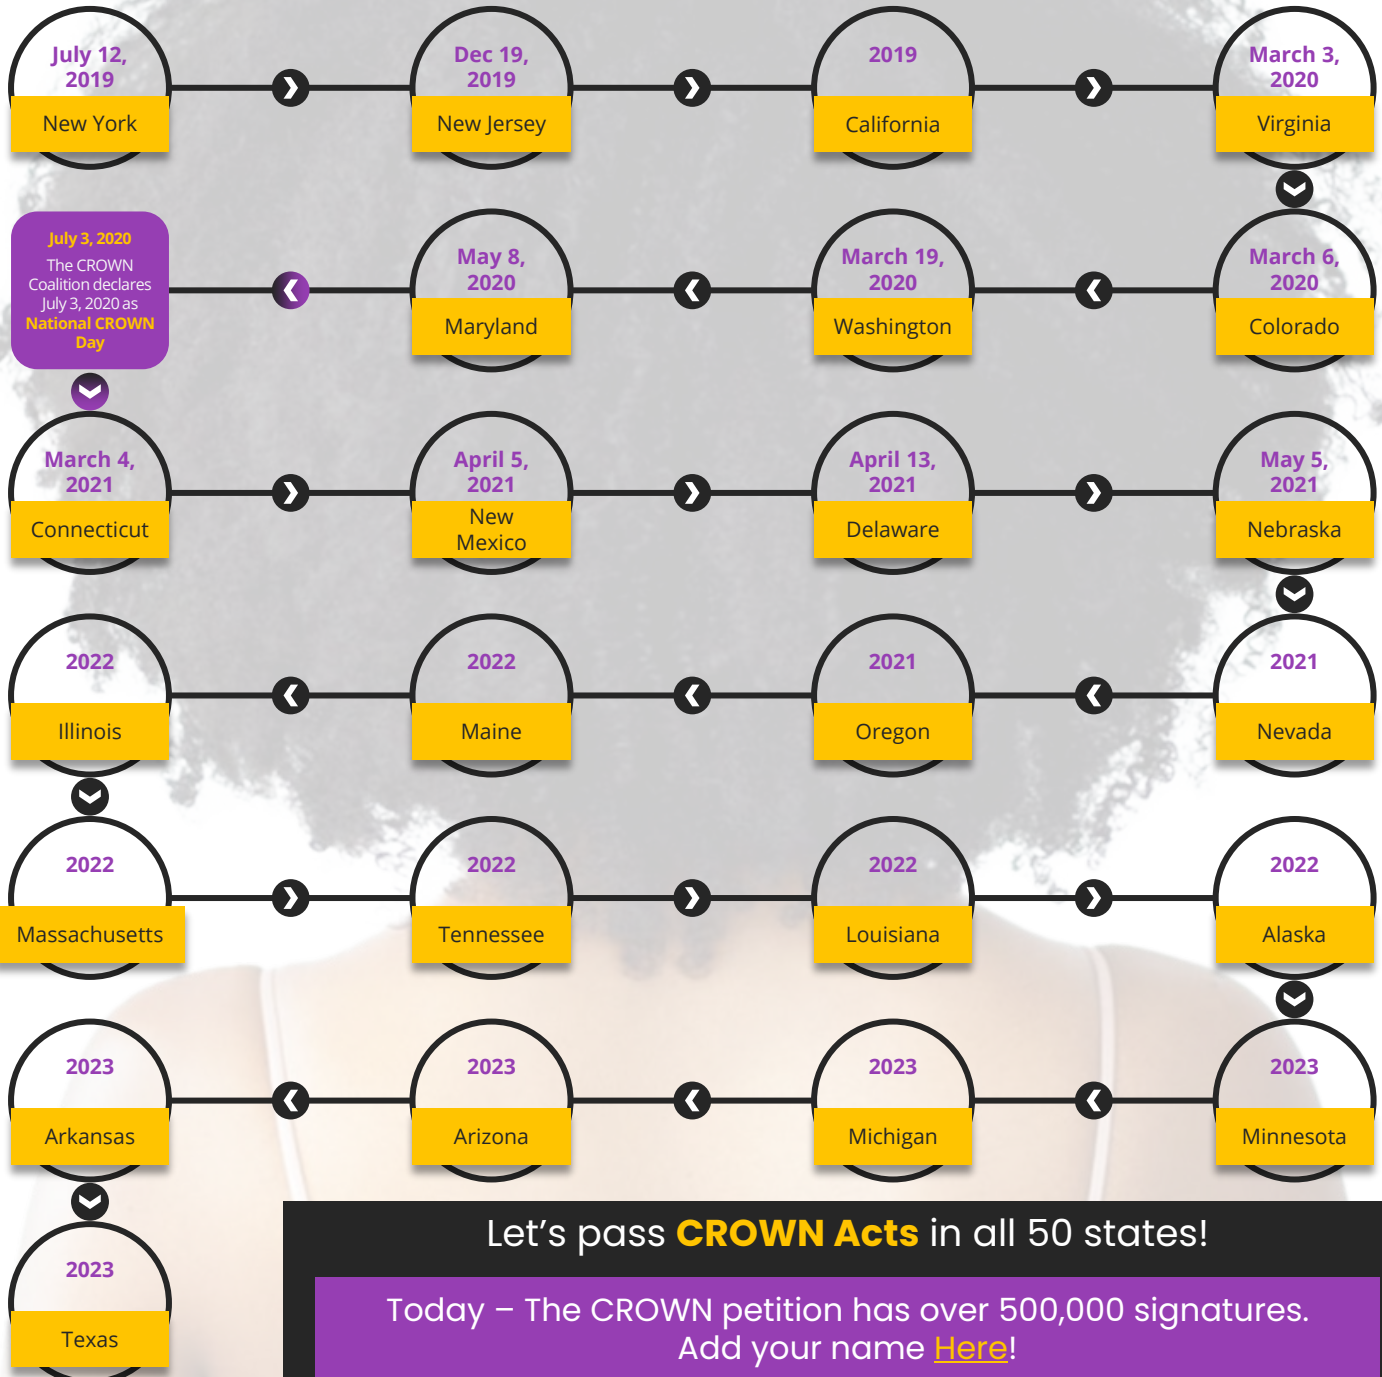 July 12,
2019
New York
Dec 19,
2019
New Jersey
2019
California
March 3,
2020
Virginia
March 6,
2020
Colorado
March 19,
2020
Washington
May 8,
2020
Maryland
July 3, 2020
The CROWN
Coalition declares
July 3, 2020 as
National CROWN
Day
March 4,
2021
Connecticut
April 5,
2021
New
Mexico
April 13,
2021
Delaware
May 5,
2021
Nebraska
2021
Nevada
2021
Oregon
2022
Maine
2022
Illinois
2022
Massachusetts
2022
Tennessee
2022
Louisiana
2022
Alaska
2023
Minnesota
2023
Michigan
2023
Arizona
2023
Arkansas
2023
Texas
Let’s pass CROWN Acts in all 50 states!
Today – The CROWN petition has over 500,000 signatures.
Add your name Here!